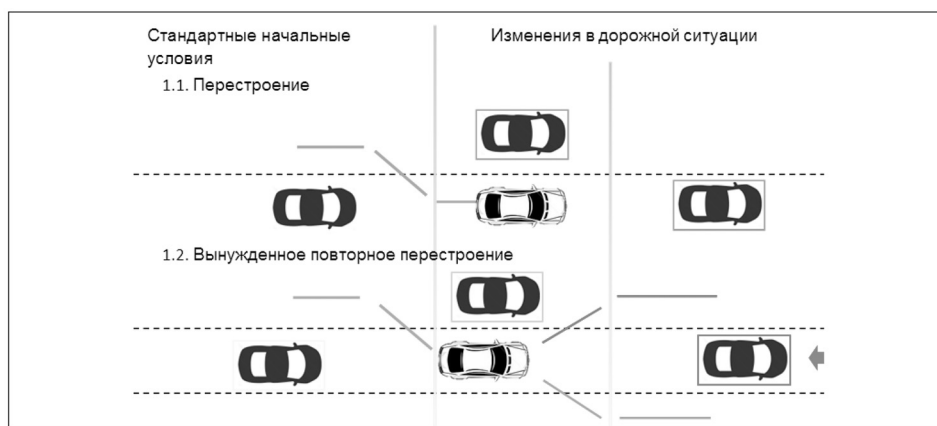 Стандартные начальные
условия
Изменения в дорожной ситуации
1.1. Перестроение
1.2. Вынужденное повторное перестроение